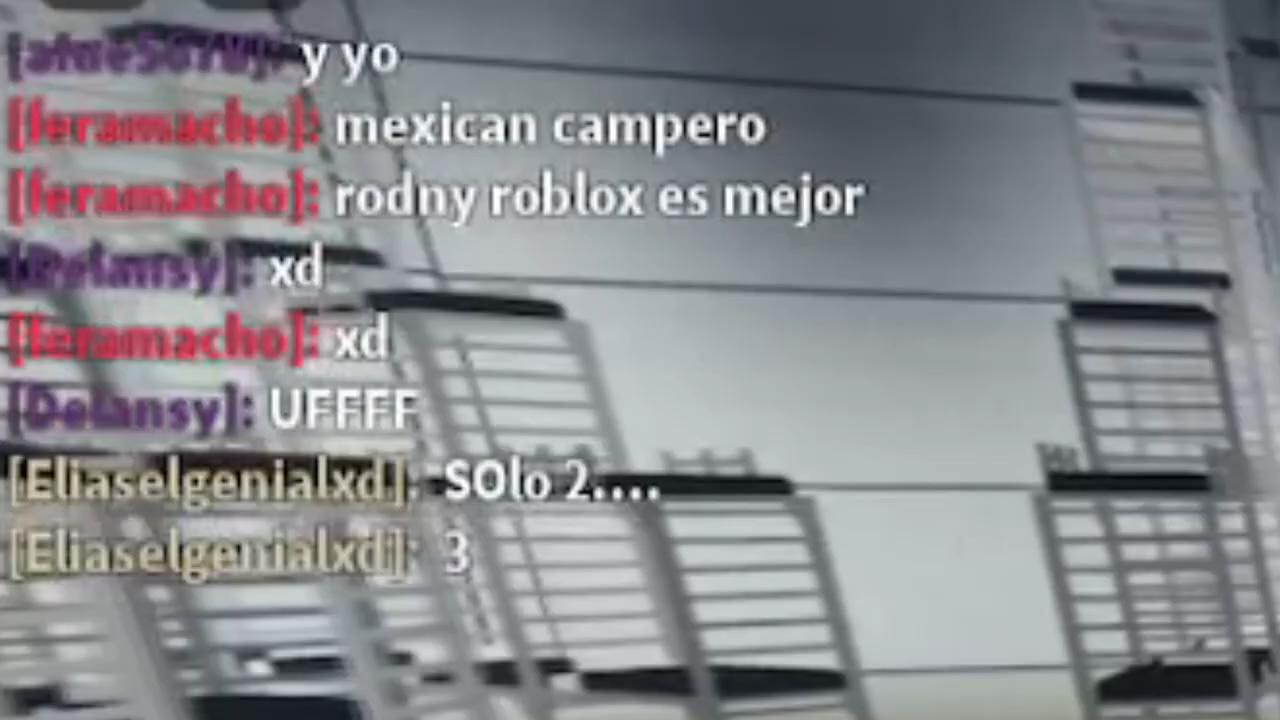 y yo
[feramacho]: mexican campero
[feramacho]: rodny roblox es mejor
[Delansy]: xd
[feramacho]: xd
[Delansy]: UFFFF
[Eliaselgenialxd]: SOlo 2....
[Eliaselgenialxd]: 3